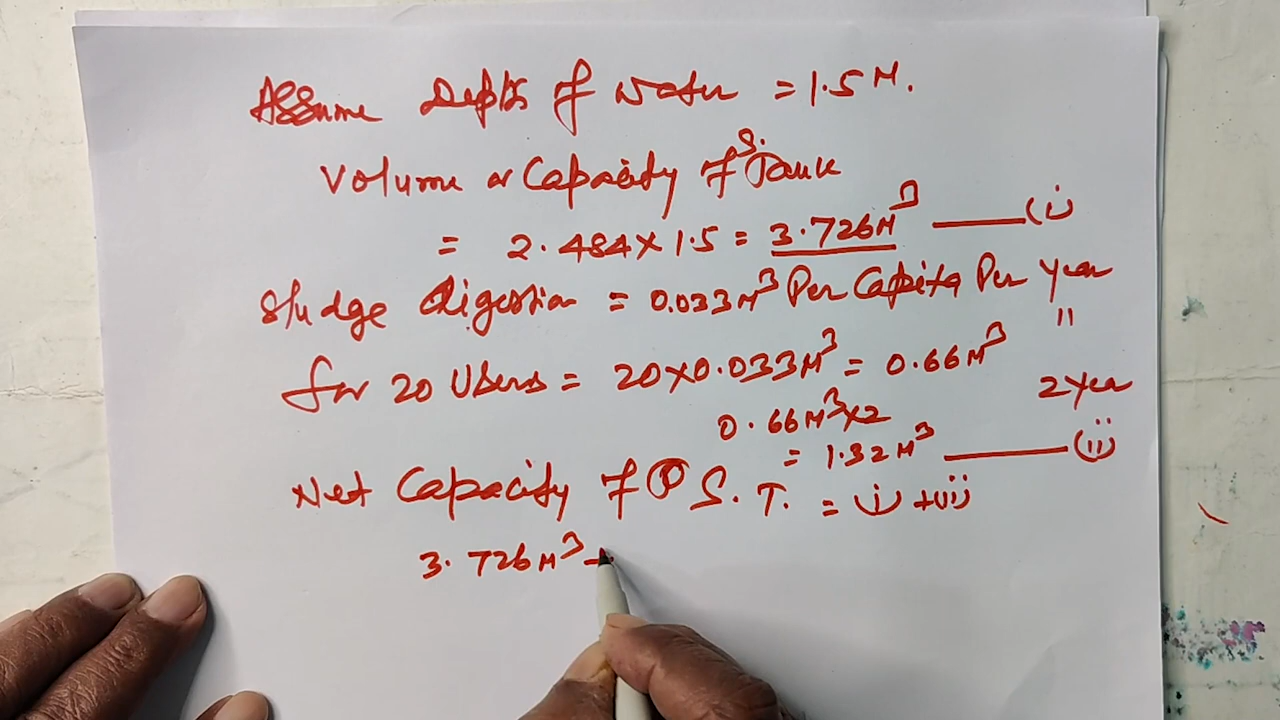 Assume Depth of Water = 1.5 M.
Volume or Capacity of S. Tank
= 2.484 × 1.5 = 3.726 M³ —— (i)
Sludge digestion = 0.033 M³ Per Capita Per Year
for 20 Users = 20 × 0.033 M³ = 0.66 M³ "
2 Year
0.66 M³ × 2
= 1.32 M³ —— (ii)
Net Capacity of S. T. = i) + ii)
3.726 M³ +